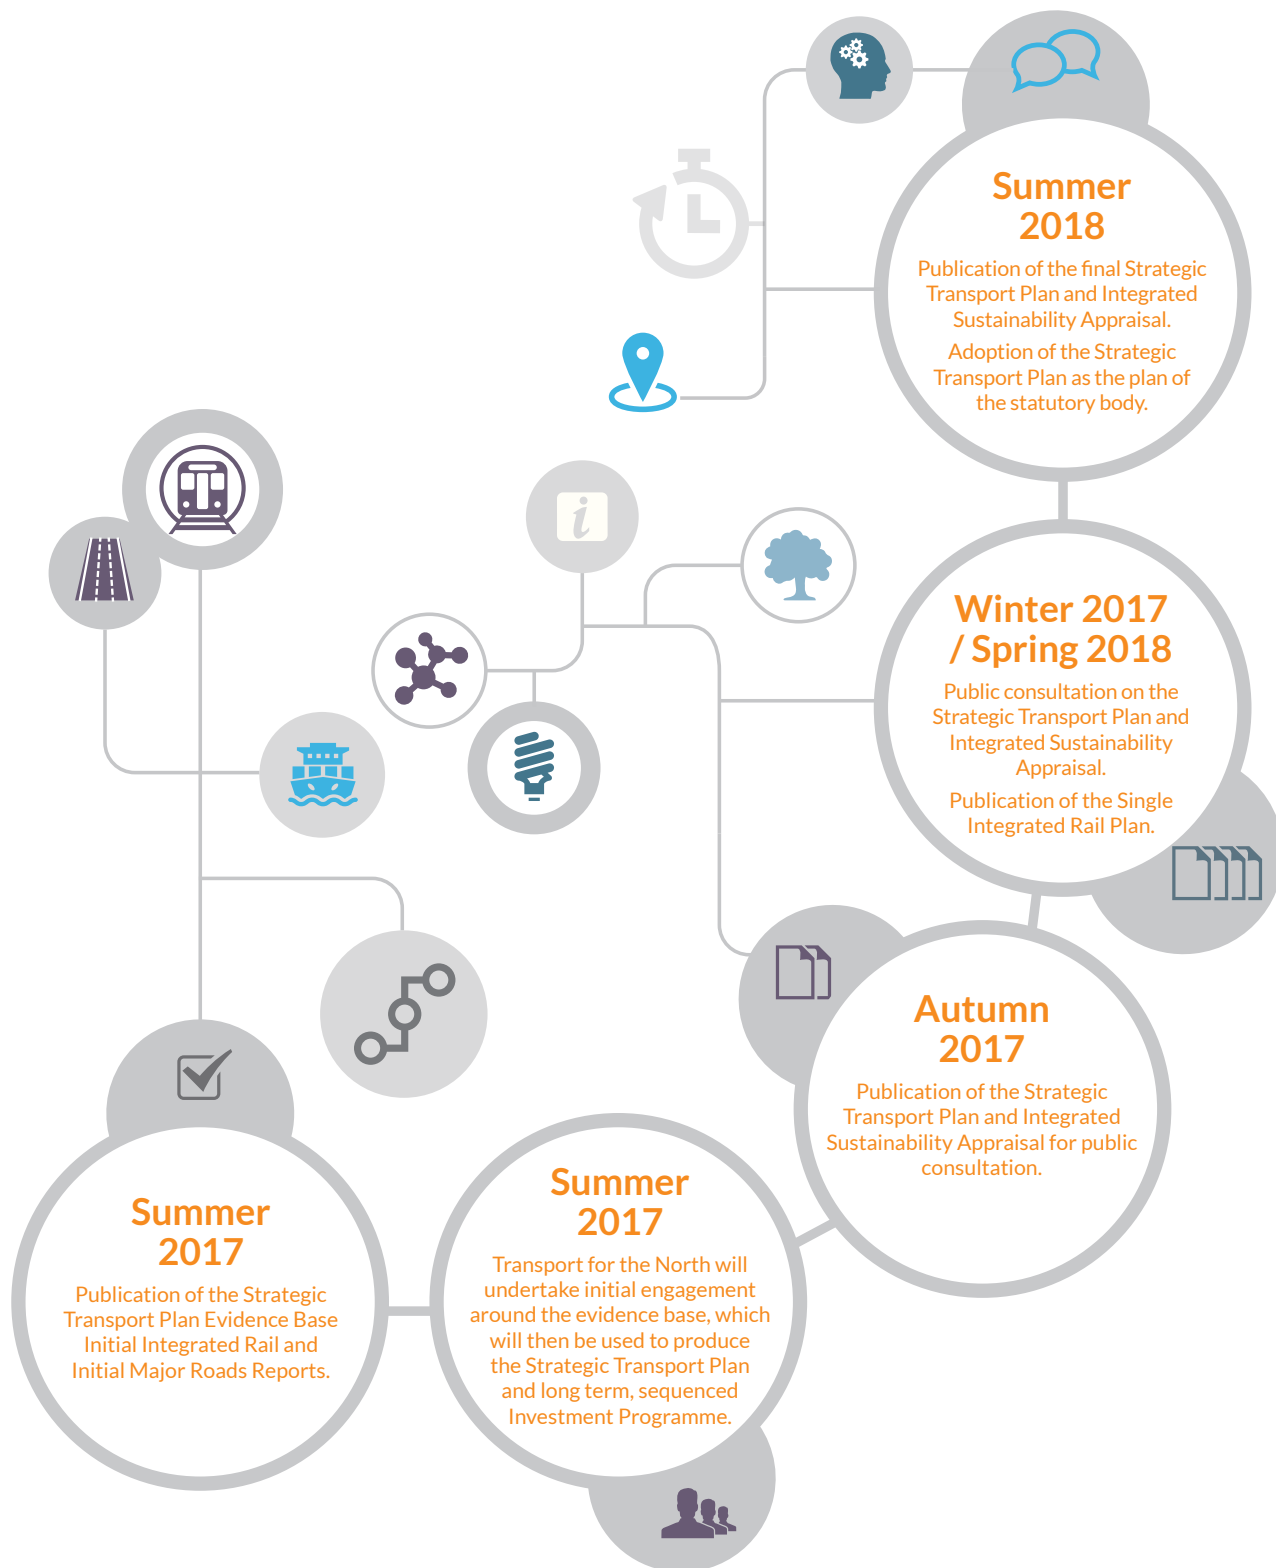 Summer
2018
Publication of the final Strategic
Transport Plan and Integrated
Sustainability Appraisal.
Adoption of the Strategic
Transport Plan as the plan of
the statutory body.
i
Winter 2017
/ Spring 2018
Public consultation on the
Strategic Transport Plan and
Integrated Sustainability
Appraisal.
Publication of the Single
Integrated Rail Plan.
Autumn
2017
Publication of the Strategic
Transport Plan and Integrated
Sustainability Appraisal for public
consultation.
Summer
2017
Transport for the North will
undertake initial engagement
around the evidence base, which
will then be used to produce
the Strategic Transport Plan
and long term, sequenced
Investment Programme.
Summer
2017
Publication of the Strategic
Transport Plan Evidence Base
Initial Integrated Rail and
Initial Major Roads Reports.